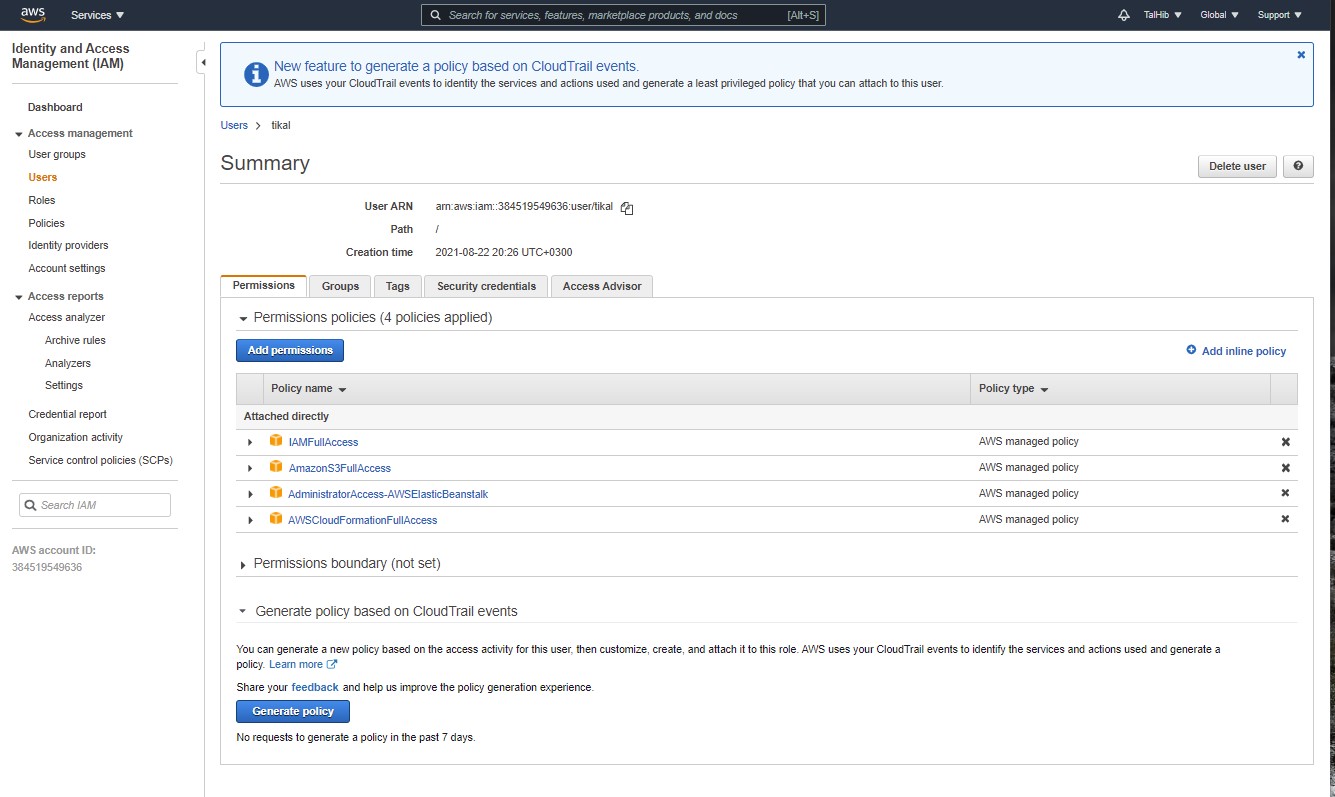 aws Services Search for services, features, marketplace products, and docs [Alt+S] TalHib Global Support
Identity and Access
Management (IAM)
Dashboard
Access management
User groups
Users
Roles
Policies
Identity providers
Account settings
Access reports
Access analyzer
Archive rules
Analyzers
Settings
Credential report
Organization activity
Service control policies (SCPs)
Search IAM
AWS account ID:
384519549636
New feature to generate a policy based on CloudTrail events.
AWS uses your CloudTrail events to identify the services and actions used and generate a least privileged policy that you can attach to this user.
Users > tikal
Summary
Delete user
User ARN arn:aws:iam::384519549636:user/tikal
Path /
Creation time 2021-08-22 20:26 UTC+0300
Permissions Groups Tags Security credentials Access Advisor
Permissions policies (4 policies applied)
Add permissions Add inline policy
Policy name Policy type
Attached directly
IAMFullAccess AWS managed policy
AmazonS3FullAccess AWS managed policy
AdministratorAccess-AWSElasticBeanstalk AWS managed policy
AWSCloudFormationFullAccess AWS managed policy
Permissions boundary (not set)
Generate policy based on CloudTrail events
You can generate a new policy based on the access activity for this user, then customize, create, and attach it to this role. AWS uses your CloudTrail events to identify the services and actions used and generate a
policy. Learn more
Share your feedback and help us improve the policy generation experience.
Generate policy
No requests to generate a policy in the past 7 days.